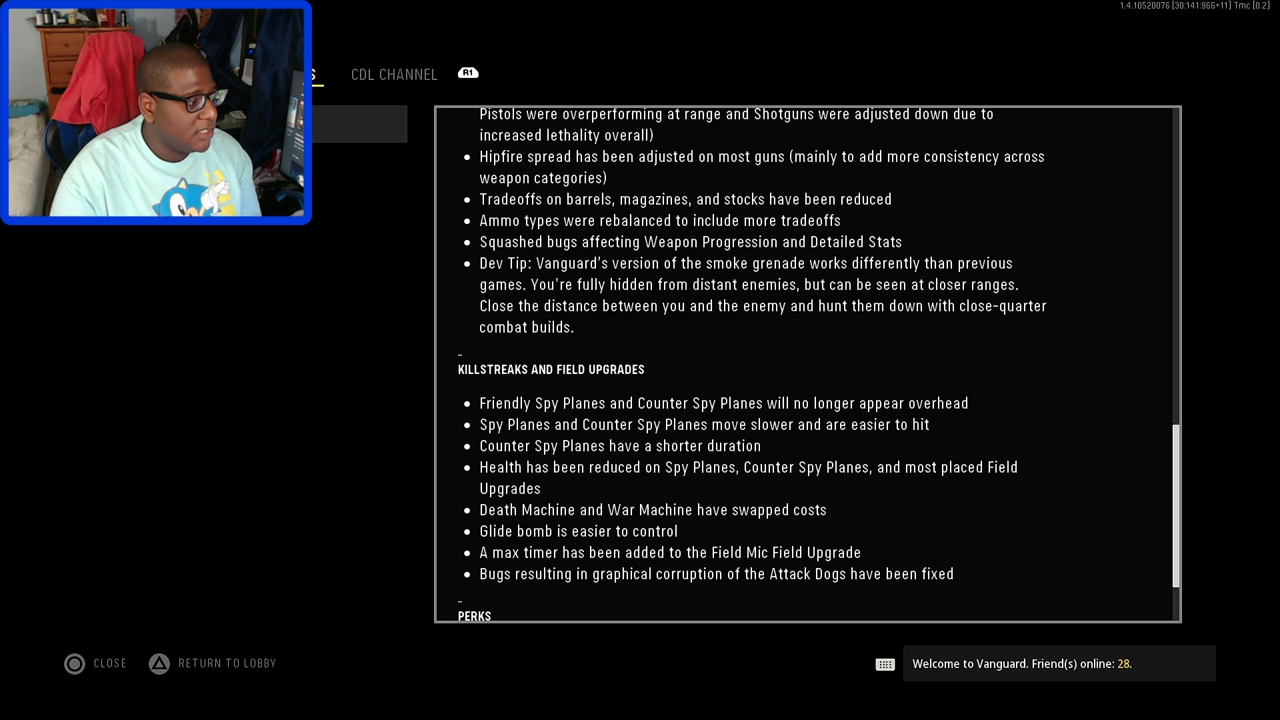 1.4.10520076 [30:141:966+11] Tmc [0.2]
S CDL CHANNEL R1
Pistols were overperforming at range and Shotguns were adjusted down due to
increased lethality overall)
• Hipfire spread has been adjusted on most guns (mainly to add more consistency across
weapon categories)
• Tradeoffs on barrels, magazines, and stocks have been reduced
• Ammo types were rebalanced to include more tradeoffs
• Squashed bugs affecting Weapon Progression and Detailed Stats
• Dev Tip: Vanguard's version of the smoke grenade works differently than previous
games. You're fully hidden from distant enemies, but can be seen at closer ranges.
Close the distance between you and the enemy and hunt them down with close-quarter
combat builds.
–
KILLSTREAKS AND FIELD UPGRADES
• Friendly Spy Planes and Counter Spy Planes will no longer appear overhead
• Spy Planes and Counter Spy Planes move slower and are easier to hit
• Counter Spy Planes have a shorter duration
• Health has been reduced on Spy Planes, Counter Spy Planes, and most placed Field
Upgrades
• Death Machine and War Machine have swapped costs
• Glide bomb is easier to control
• A max timer has been added to the Field Mic Field Upgrade
• Bugs resulting in graphical corruption of the Attack Dogs have been fixed
–
PERKS
CLOSE RETURN TO LOBBY
Welcome to Vanguard. Friend(s) online: 28.